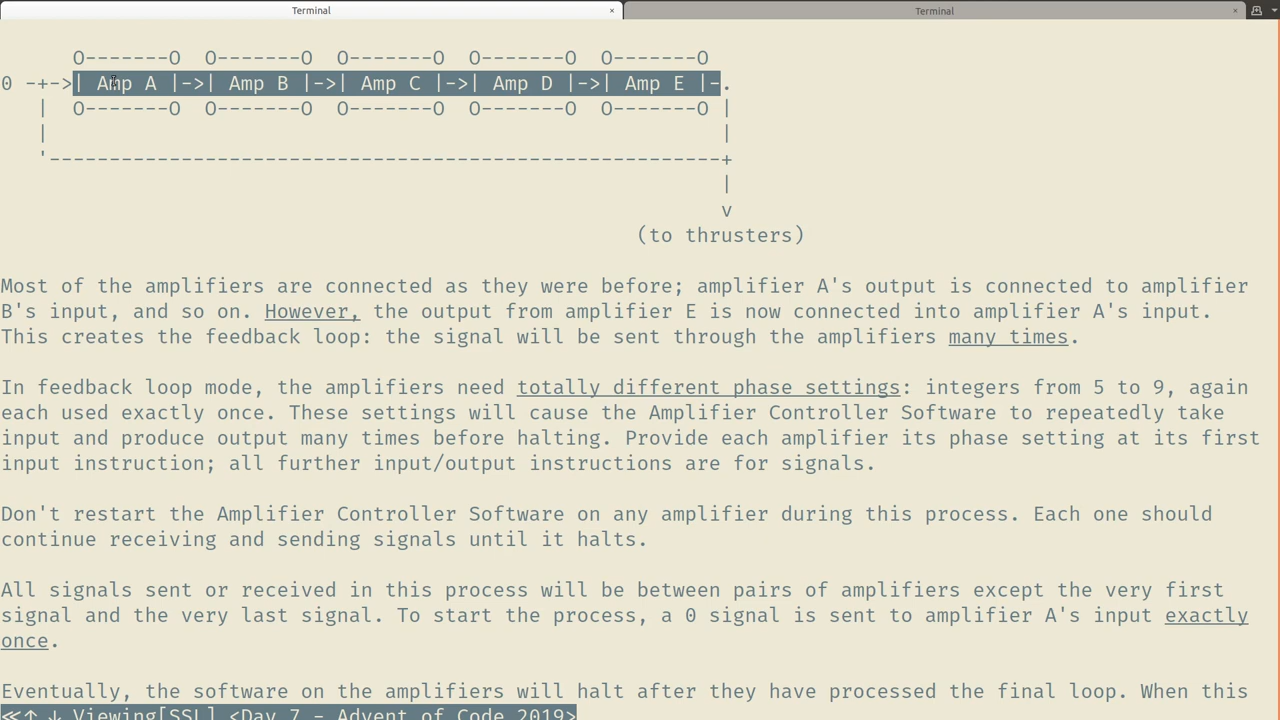 Terminal × Terminal ×
O-------O  O-------O  O-------O  O-------O  O-------O
0 -+->| Amp A |->| Amp B |->| Amp C |->| Amp D |->| Amp E |-.
   |  O-------O  O-------O  O-------O  O-------O  O-------O |
   |                                                        |
   '--------------------------------------------------------+
                                                            |
                                                            v
                                                     (to thrusters)
Most of the amplifiers are connected as they were before; amplifier A's output is connected to amplifier
B's input, and so on. However, the output from amplifier E is now connected into amplifier A's input.
This creates the feedback loop: the signal will be sent through the amplifiers many times.
In feedback loop mode, the amplifiers need totally different phase settings: integers from 5 to 9, again
each used exactly once. These settings will cause the Amplifier Controller Software to repeatedly take
input and produce output many times before halting. Provide each amplifier its phase setting at its first
input instruction; all further input/output instructions are for signals.
Don't restart the Amplifier Controller Software on any amplifier during this process. Each one should
continue receiving and sending signals until it halts.
All signals sent or received in this process will be between pairs of amplifiers except the very first
signal and the very last signal. To start the process, a 0 signal is sent to amplifier A's input exactly
once.
Eventually, the software on the amplifiers will halt after they have processed the final loop. When this
≪↑ ↓ Viewing[SSL] <Day 7 - Advent of Code 2019>